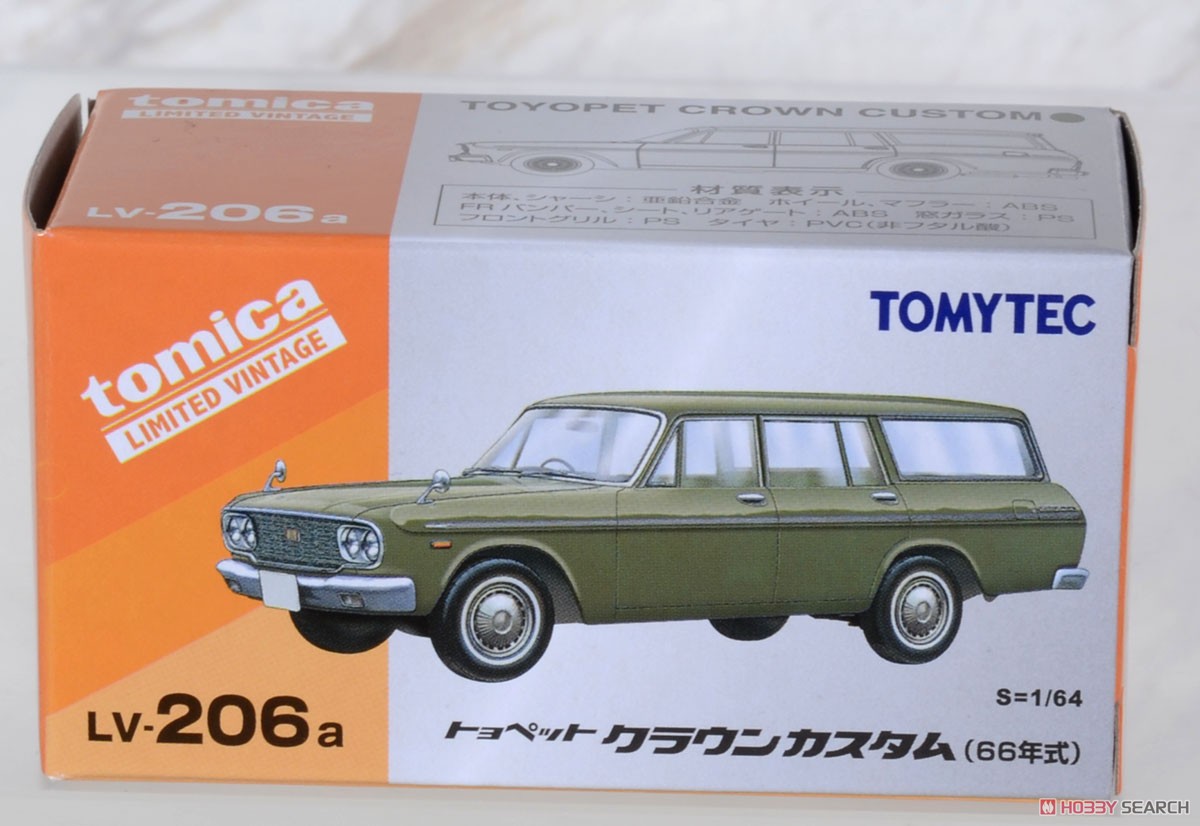 tomica
LIMITED VINTAGE
LV-206a
TOYOPET CROWN CUSTOM
材質表示
本体、シャーシ:亜鉛合金 ホイール、マフラー:ABS
FRバンパー、シート、リアゲート:ABS 窓ガラス:PS
フロントグリル:PS タイヤ:PVC(非フタル酸)
tomica
LIMITED VINTAGE
TOMYTEC
S=1/64
LV-206a
トヨペット クラウンカスタム(66年式)
HOBBY SEARCH